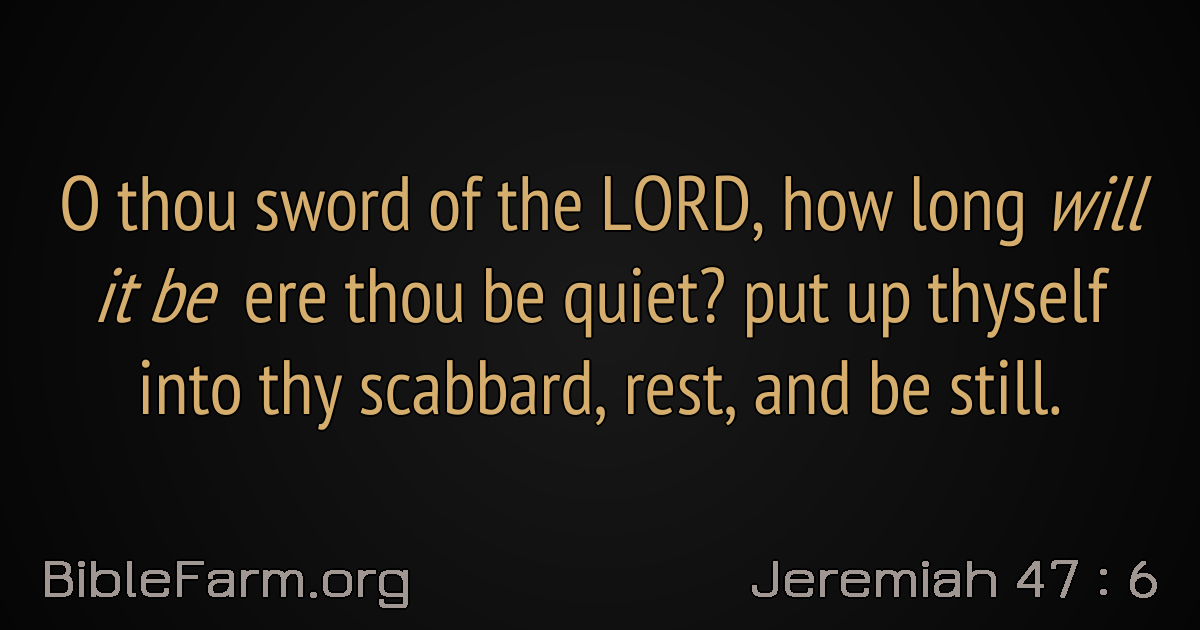 O thou sword of the LORD, how long will
it be ere thou be quiet? put up thyself
into thy scabbard, rest, and be still.
BibleFarm.org
Jeremiah 47 : 6